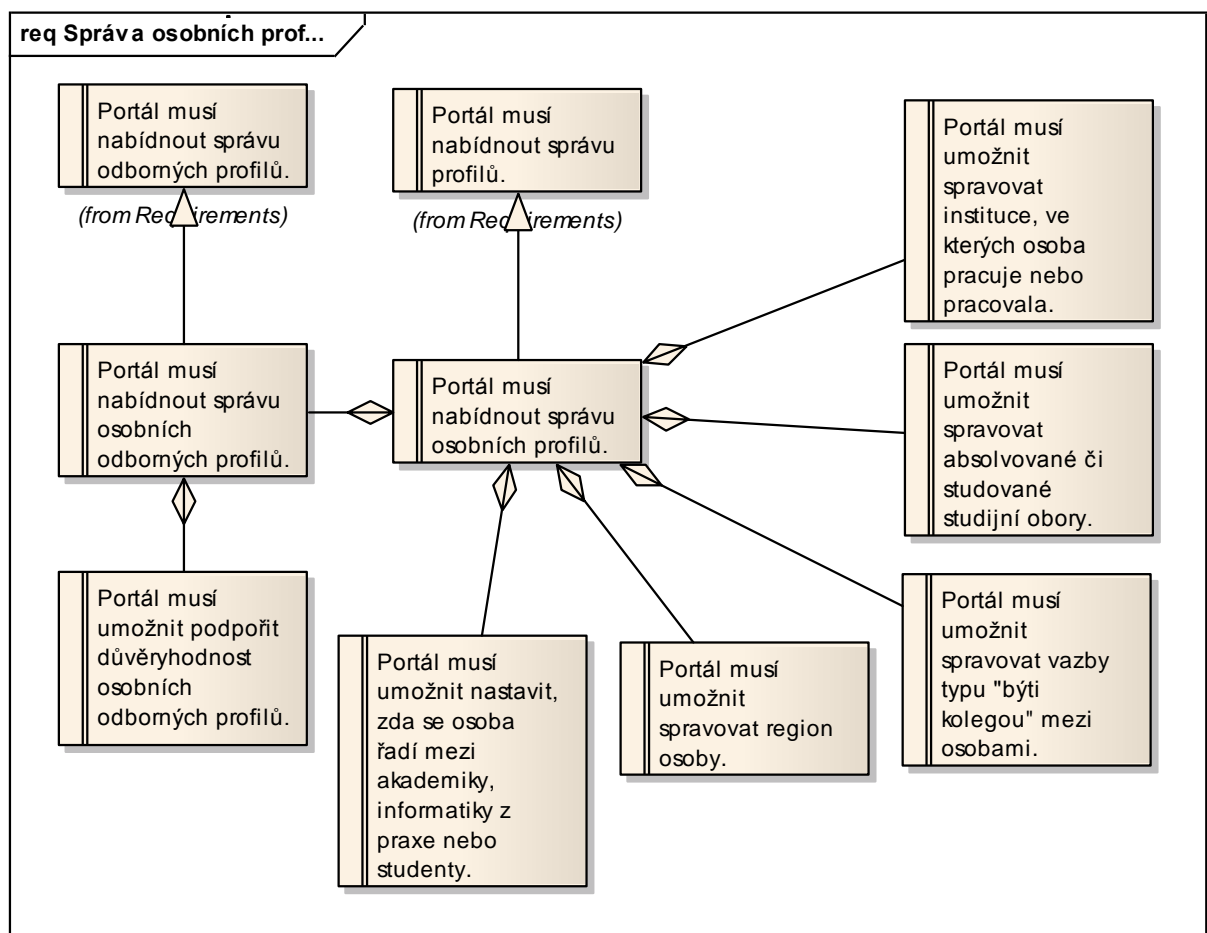 req Správa osobních prof...
Portál musí
nabídnout správu
odborných profilů.
(from Requirements)
Portál musí
nabídnout správu
profilů.
(from Requirements)
Portál musí
umožnit
spravovat
instituce, ve
kterých osoba
pracuje nebo
pracovala.
Portál musí
nabídnout správu
osobních
odborných profilů.
Portál musí
nabídnout správu
osobních profilů.
Portál musí
umožnit
spravovat
absolvované či
studované
studijní obory.
Portál musí
umožnit podpořit
důvěryhodnost
osobních
odborných profilů.
Portál musí
umožnit nastavit,
zda se osoba
řadí mezi
akademiky,
informatiky z
praxe nebo
studenty.
Portál musí
umožnit
spravovat region
osoby.
Portál musí
umožnit
spravovat vazby
typu "býti
kolegou" mezi
osobami.